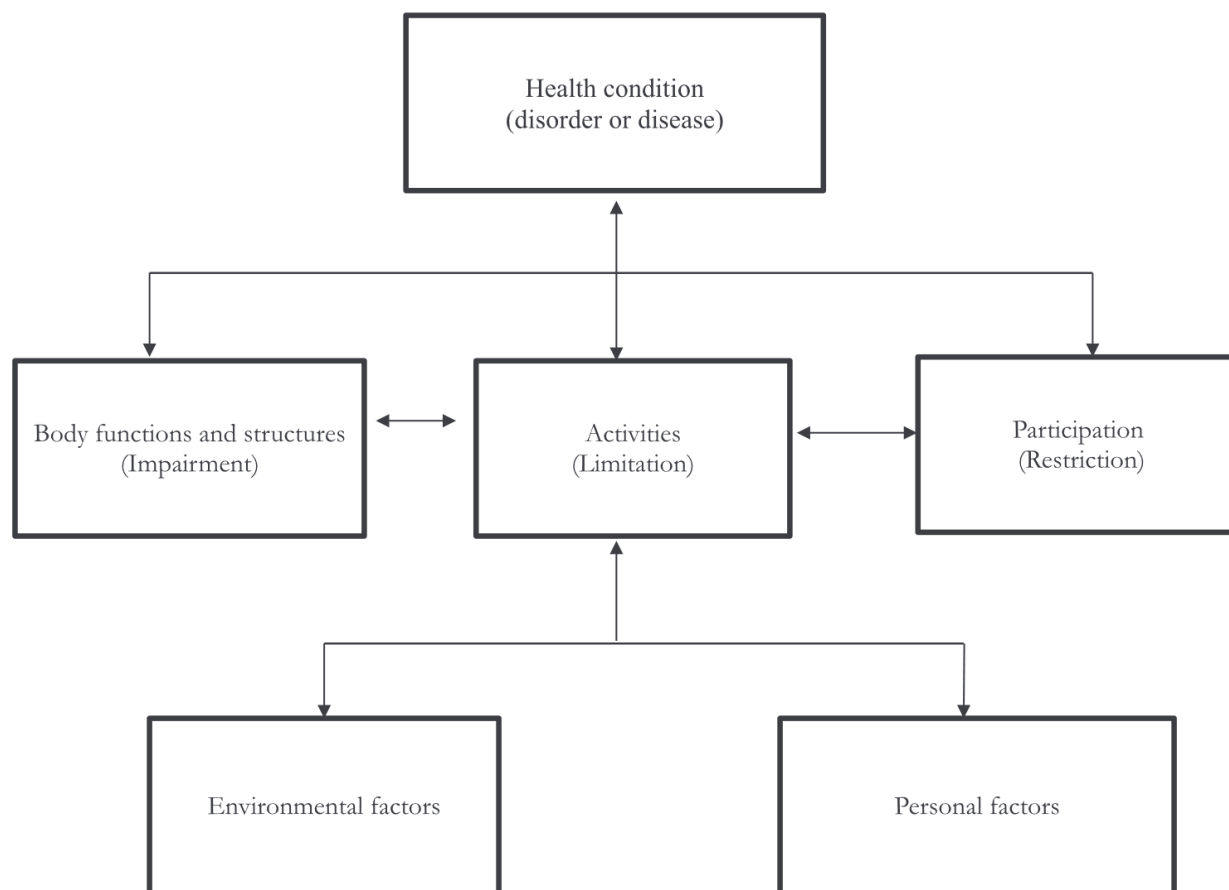 Health condition
(disorder or disease)
Body functions and structures
(Impairment)
Activities
(Limitation)
Participation
(Restriction)
Environmental factors
Personal factors